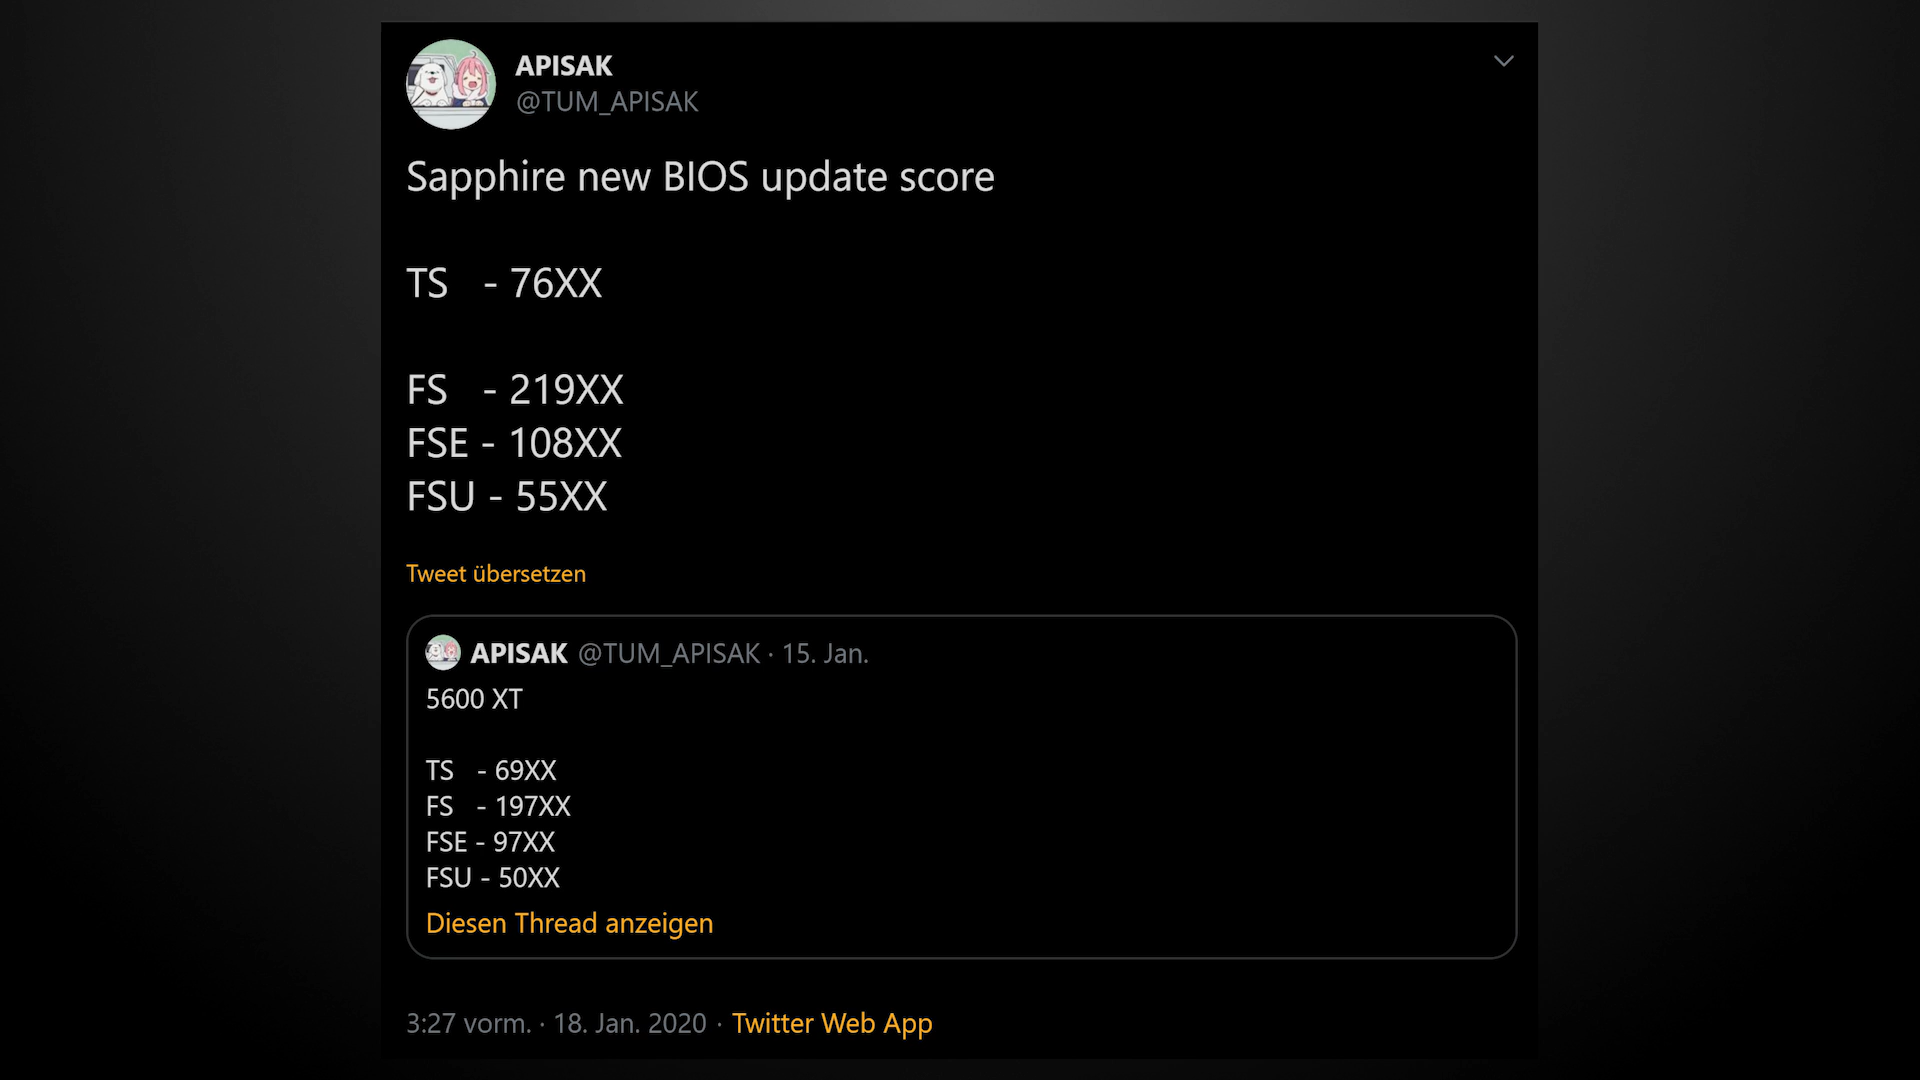 APISAK
@TUM_APISAK
Sapphire new BIOS update score
TS - 76XX
FS - 219XX
FSE - 108XX
FSU - 55XX
Tweet übersetzen
APISAK @TUM_APISAK · 15. Jan.
5600 XT
TS - 69XX
FS - 197XX
FSE - 97XX
FSU - 50XX
Diesen Thread anzeigen
3:27 vorm. · 18. Jan. 2020 · Twitter Web App